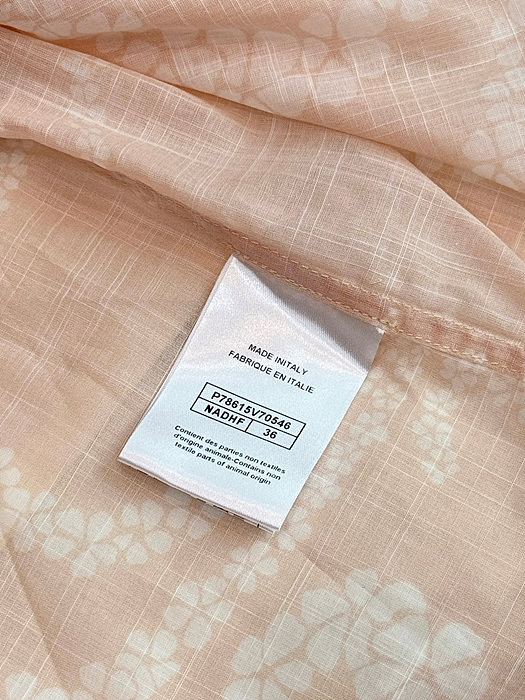 MADE INITALY
FABRIQUE EN ITALIE
P78615V70546
NADHF 36
Contient des parties non textiles
d'origine animale-Contains non
textile parts of animal origin